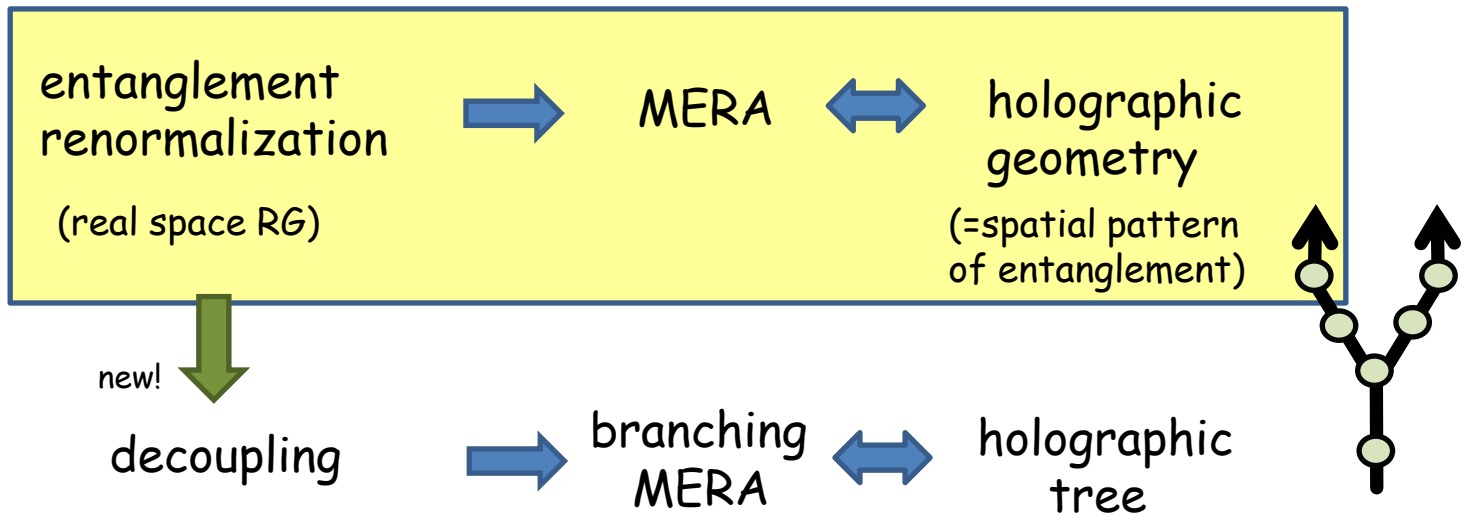 entanglement
renormalization
(real space RG)
MERA
holographic
geometry
(=spatial pattern
of entanglement)
new!
decoupling
branching
MERA
holographic
tree